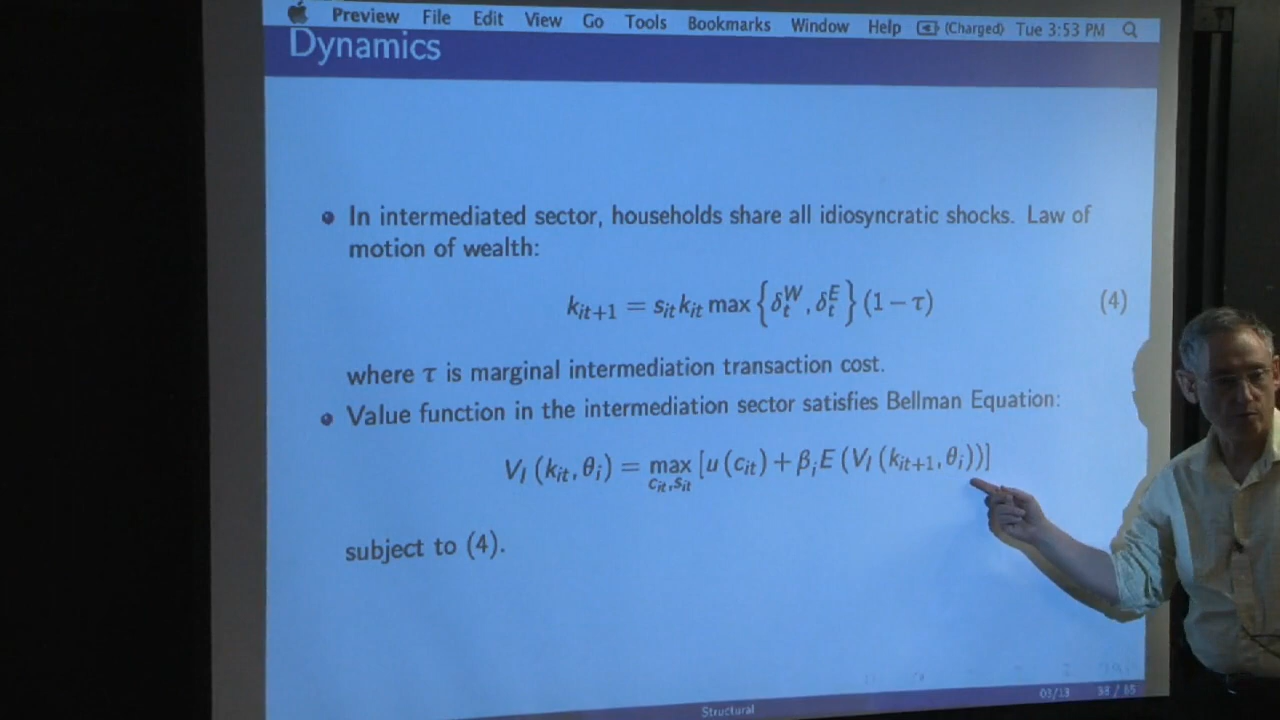 Preview File Edit View Go Tools Bookmarks Window Help (Charged) Tue 3:53 PM
Dynamics
In intermediated sector, households share all idiosyncratic shocks. Law of
motion of wealth:
k_{it+1} = s_{it} k_{it} max {δ_t^W, δ_t^E} (1 − τ) (4)
where τ is marginal intermediation transaction cost.
Value function in the intermediation sector satisfies Bellman Equation:
V_I (k_{it}, θ_i) = max_{c_{it}, s_{it}} [u (c_{it}) + β_i E (V_I (k_{it+1}, θ_i))]
subject to (4).
03/13 38 / 85
Structural